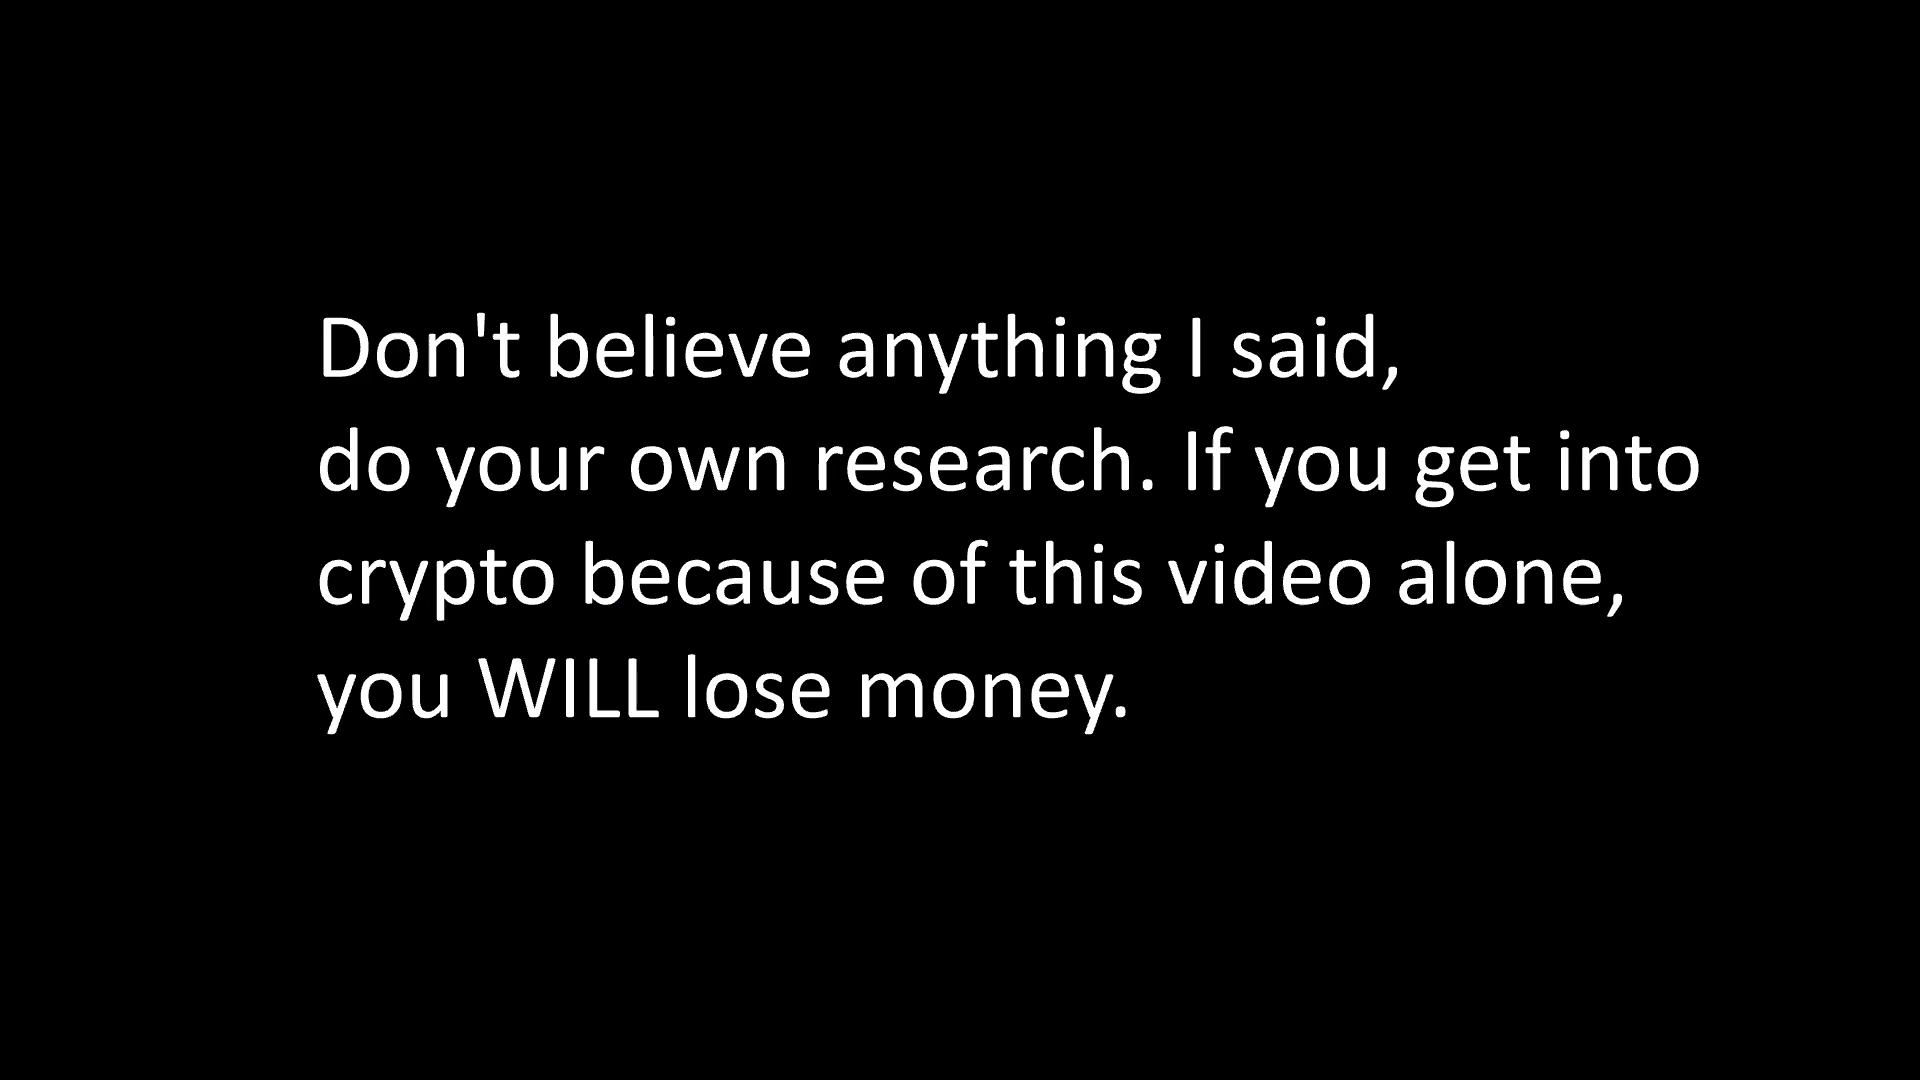 Don't believe anything I said,
do your own research. If you get into
crypto because of this video alone,
you WILL lose money.